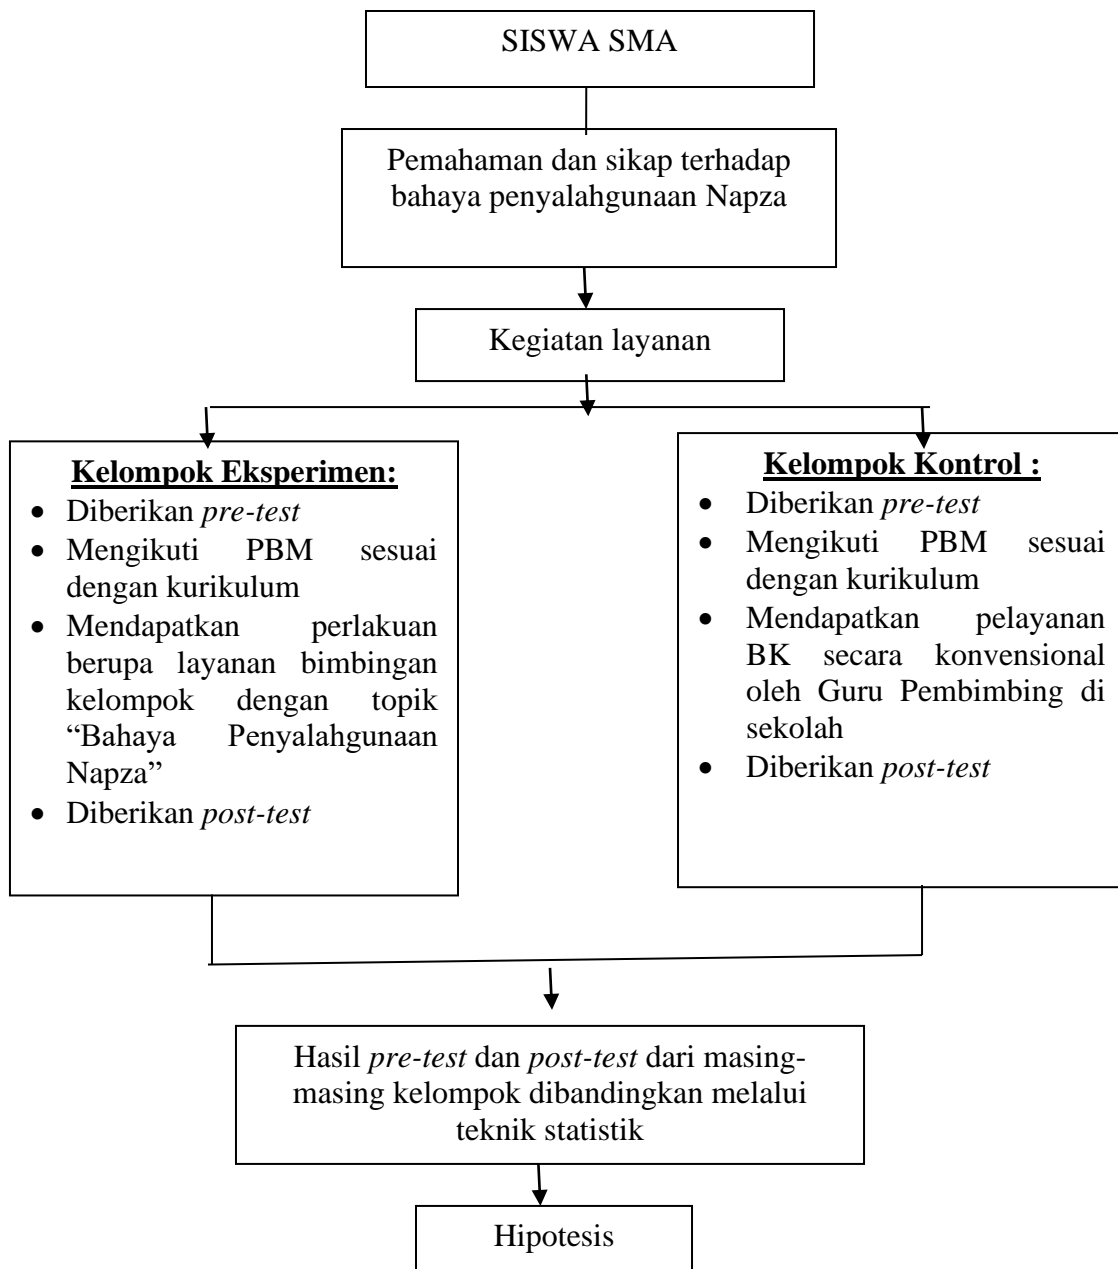 SISWA SMA
Pemahaman dan sikap terhadap
bahaya penyalahgunaan Napza
Kegiatan layanan
Kelompok Eksperimen:
• Diberikan pre-test
• Mengikuti PBM sesuai
dengan kurikulum
• Mendapatkan perlakuan
berupa layanan bimbingan
kelompok dengan topik
“Bahaya Penyalahgunaan
Napza”
• Diberikan post-test
Kelompok Kontrol :
• Diberikan pre-test
• Mengikuti PBM sesuai
dengan kurikulum
• Mendapatkan pelayanan
BK secara konvensional
oleh Guru Pembimbing di
sekolah
• Diberikan post-test
Hasil pre-test dan post-test dari masing-
masing kelompok dibandingkan melalui
teknik statistik
Hipotesis